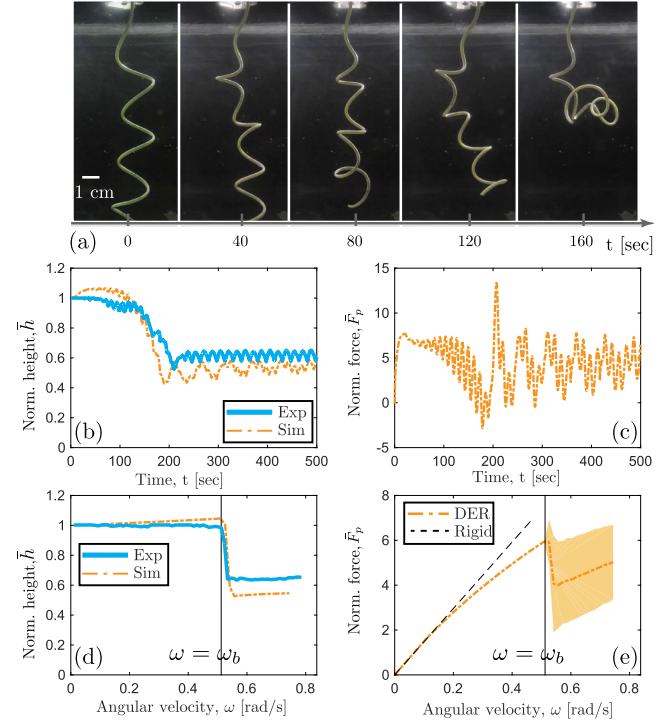 1 cm
(a) 0 40 80 120 160 t [sec]
1.2
1
0.8
0.6
0.4
0.2
0
0 100 200 300 400 500
Norm. height, h̄
Time, t [sec]
(b)
Exp
Sim
15
10
5
0
-5
0 100 200 300 400 500
Norm. force, F̄p
Time, t [sec]
(c)
1.2
1
0.8
0.6
0.4
0.2
0
0 0.2 0.4 0.6 0.8
Norm. height, h̄
Exp
Sim
(d)
ω = ωb
Angular velocity, ω [rad/s]
8
6
4
2
0
0 0.2 0.4 0.6 0.8
Norm. force, F̄p
DER
Rigid
ω = ωb
(e)
Angular velocity, ω [rad/s]